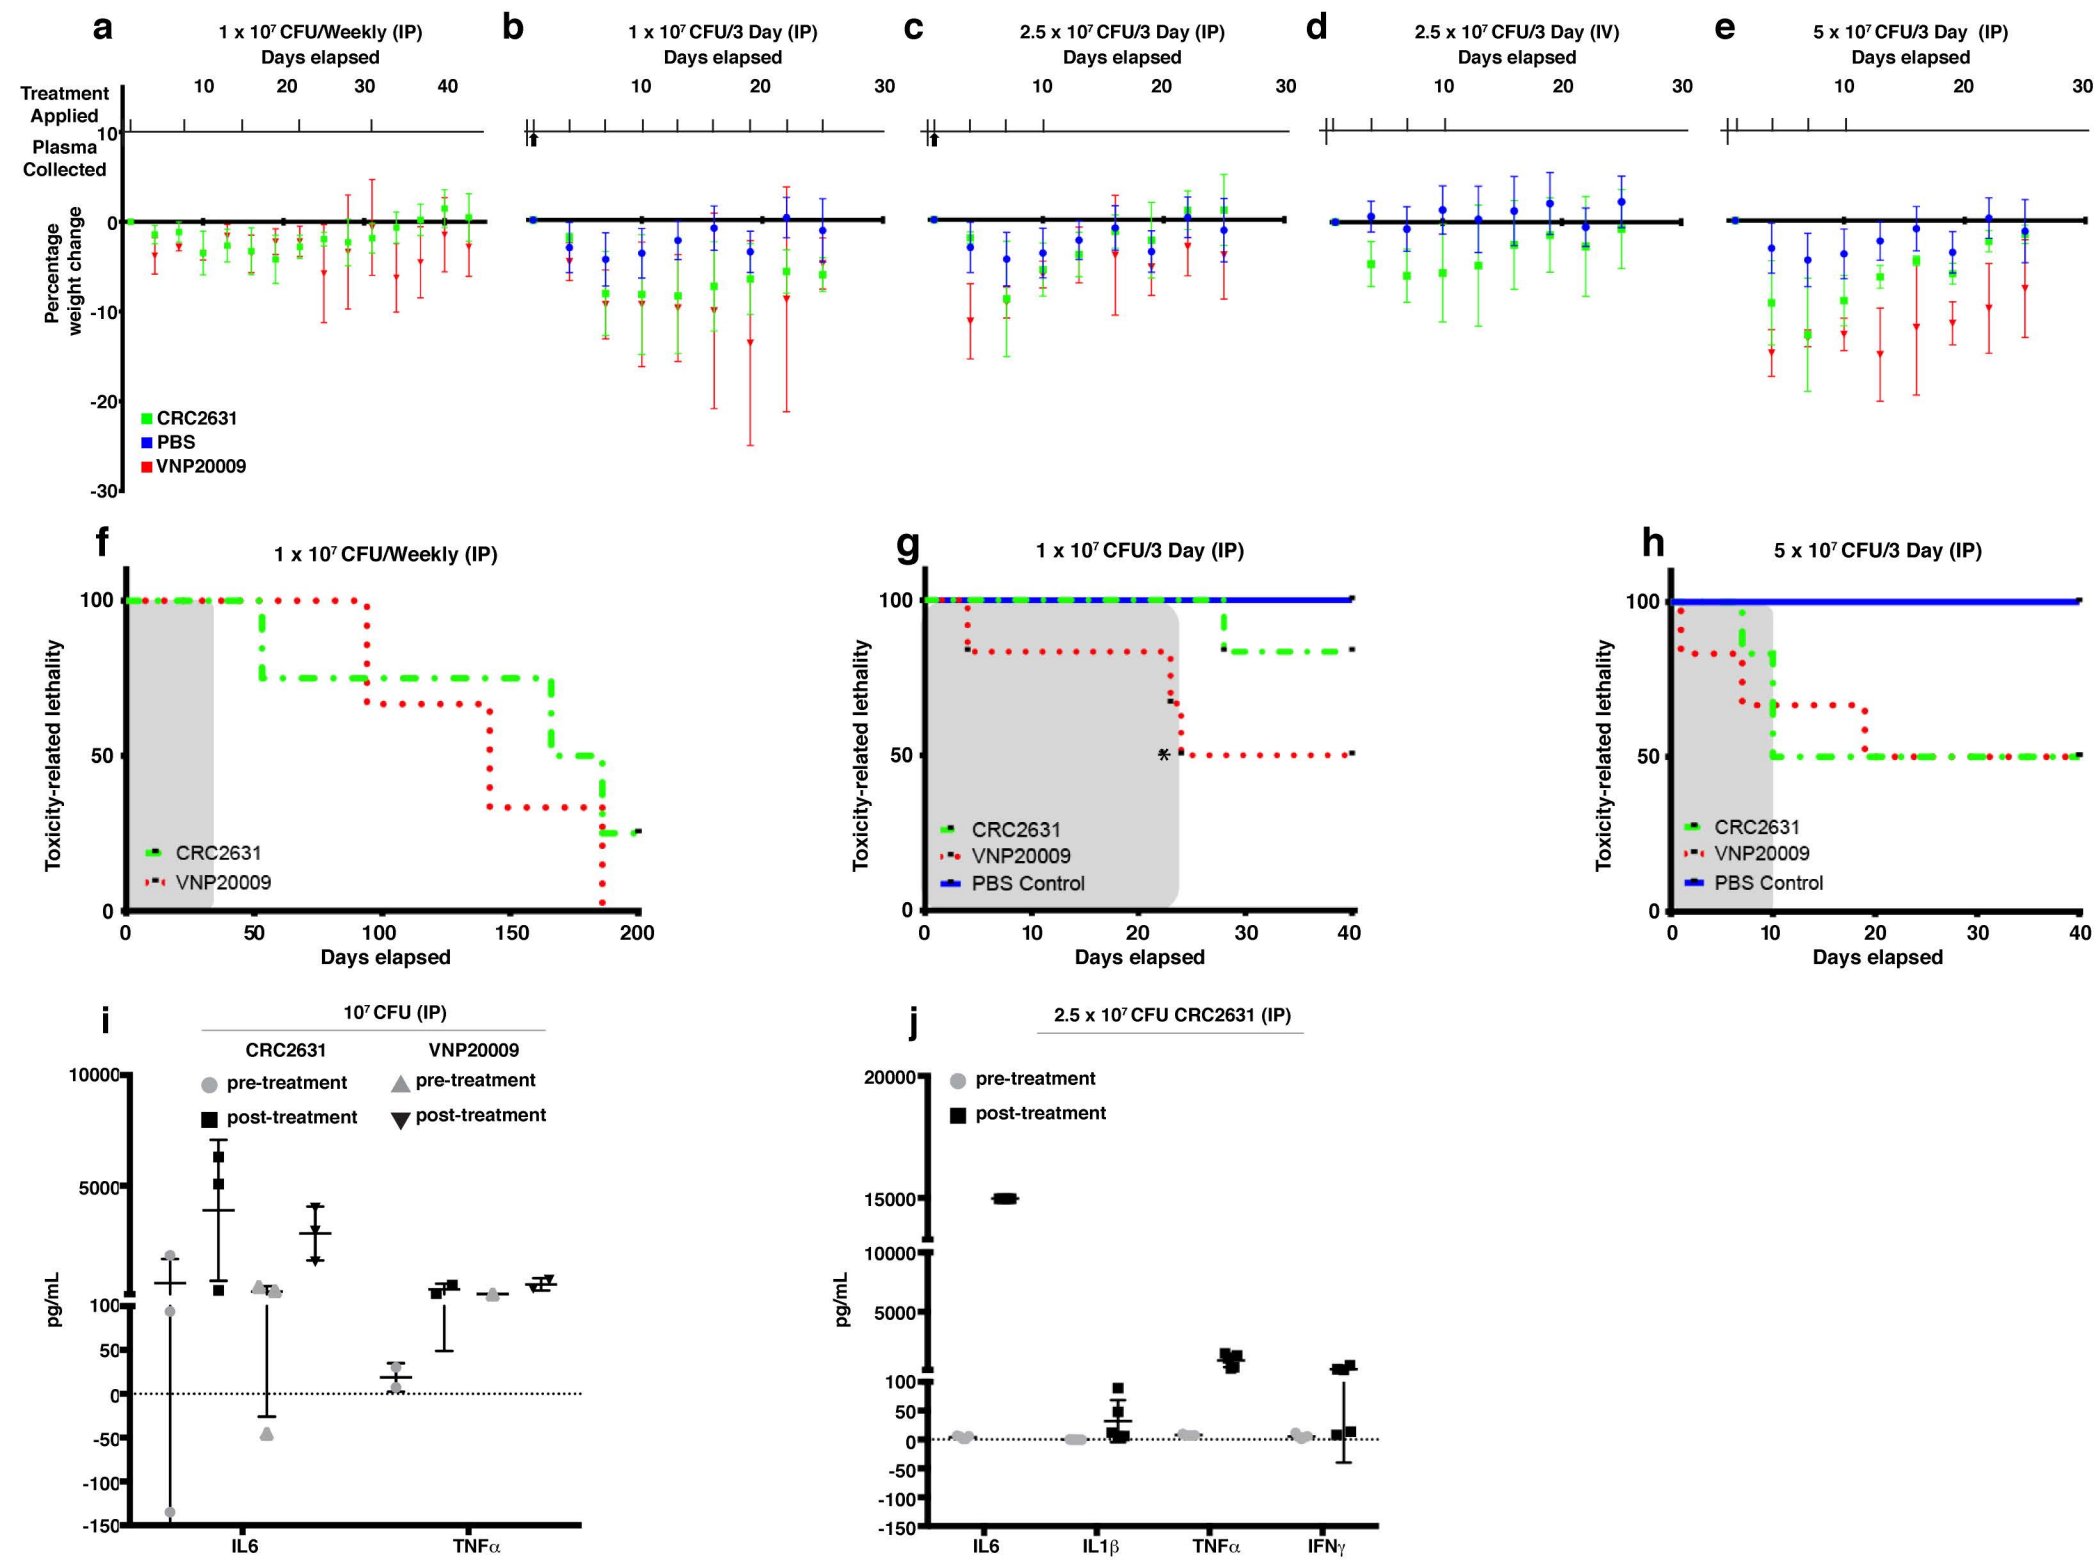 a
1 x 10⁷ CFU/Weekly (IP)
Days elapsed
10 20 30 40
b
1 x 10⁷ CFU/3 Day (IP)
Days elapsed
10 20 30
c
2.5 x 10⁷ CFU/3 Day (IP)
Days elapsed
10 20 30
d
2.5 x 10⁷ CFU/3 Day (IV)
Days elapsed
10 20 30
e
5 x 10⁷ CFU/3 Day (IP)
Days elapsed
10 20 30
Treatment
Applied
Plasma
Collected
Percentage
weight change
10
0
-10
-20
-30
CRC2631
PBS
VNP20009
f
1 x 10⁷ CFU/Weekly (IP)
Toxicity-related lethality
100
50
0
CRC2631
VNP20009
0 50 100 150 200
Days elapsed
g
1 x 10⁷ CFU/3 Day (IP)
Toxicity-related lethality
100
50
0
*
CRC2631
VNP20009
PBS Control
0 10 20 30 40
Days elapsed
h
5 x 10⁷ CFU/3 Day (IP)
Toxicity-related lethality
100
50
0
CRC2631
VNP20009
PBS Control
0 10 20 30 40
Days elapsed
i
10⁷ CFU (IP)
CRC2631 VNP20009
pre-treatment pre-treatment
post-treatment post-treatment
pg/mL
10000
5000
100
50
0
-50
-100
-150
IL6 TNFα
j
2.5 x 10⁷ CFU CRC2631 (IP)
pre-treatment
post-treatment
pg/mL
20000
15000
10000
5000
100
50
0
-50
-100
-150
IL6 IL1β TNFα IFNγ